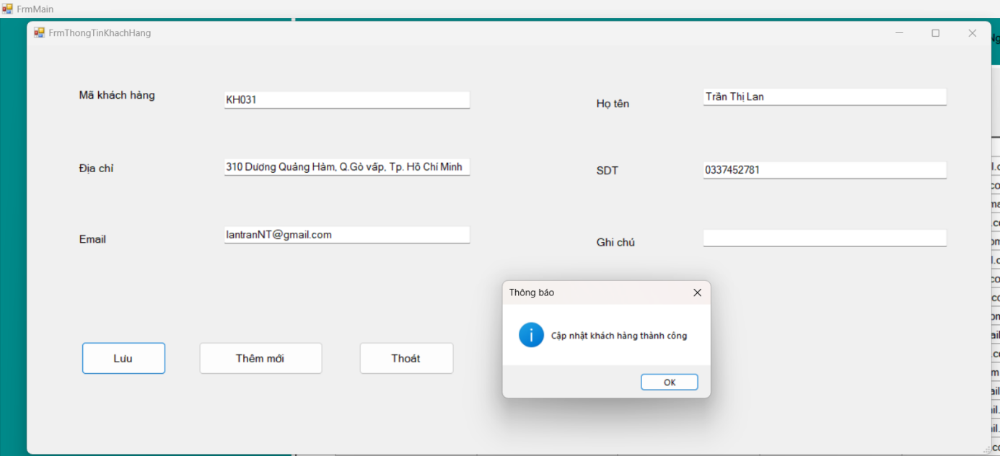 FrmMain
FrmThongTinKhachHang
Mã khách hàng
KH031
Họ tên
Trần Thị Lan
Địa chỉ
310 Dương Quảng Hàm, Q.Gò vấp, Tp. Hồ Chí Minh
SDT
0337452781
Email
lantranNT@gmail.com
Ghi chú
Thông báo
Cập nhật khách hàng thành công
OK
Lưu
Thêm mới
Thoát